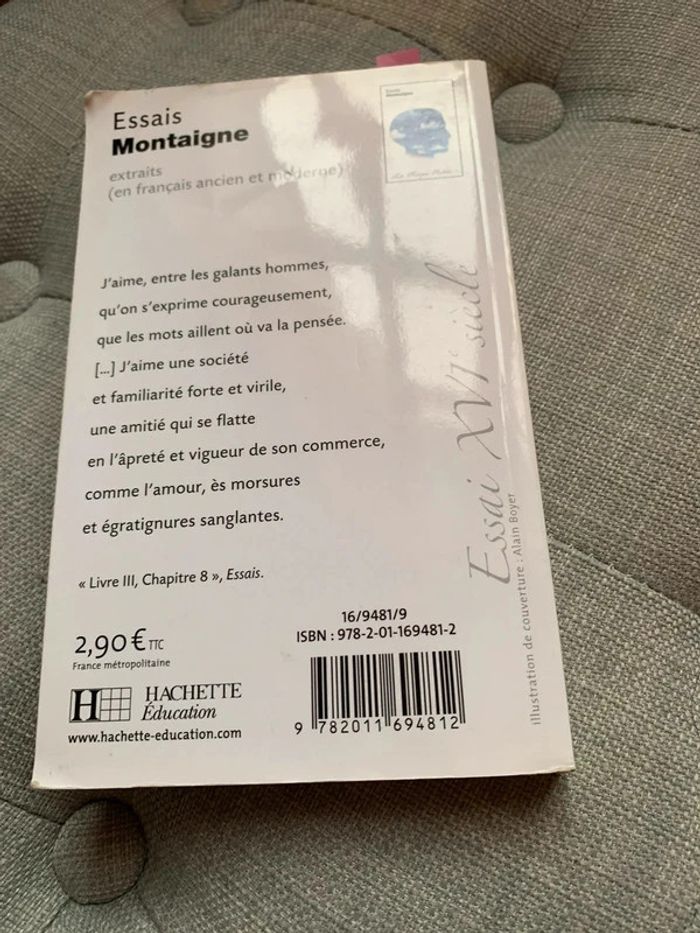 Essais
Montaigne
extraits
(en français ancien et moderne)
Essais
Montaigne
J'aime, entre les galants hommes,
qu'on s'exprime courageusement,
que les mots aillent où va la pensée.
[...] J'aime une société
et familiarité forte et virile,
une amitié qui se flatte
en l'âpreté et vigueur de son commerce,
comme l'amour, ès morsures
et égratignures sanglantes.
« Livre III, Chapitre 8 », Essais.
Essai XVIe siècle
illustration de couverture : Alain Boyer
2,90 € TTC
France métropolitaine
H HACHETTE
Éducation
www.hachette-education.com
16/9481/9
ISBN : 978-2-01-169481-2
9 782011 694812